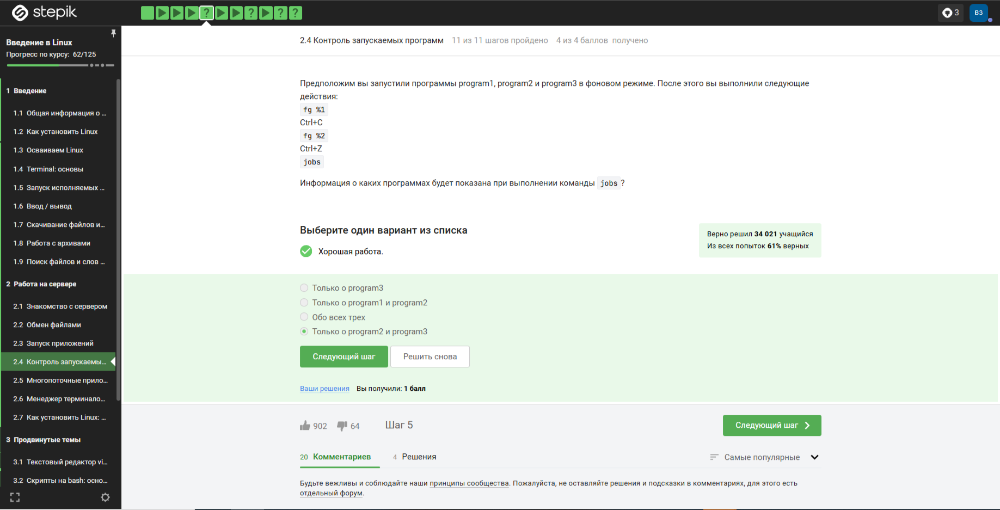 stepik
3
ВЗ
Введение в Linux
Прогресс по курсу: 62/125
1 Введение
1.1 Общая информация о ...
1.2 Как установить Linux
1.3 Осваиваем Linux
1.4 Terminal: основы
1.5 Запуск исполняемых ...
1.6 Ввод / вывод
1.7 Скачивание файлов и...
1.8 Работа с архивами
1.9 Поиск файлов и слов ...
2 Работа на сервере
2.1 Знакомство с сервером
2.2 Обмен файлами
2.3 Запуск приложений
2.4 Контроль запускаемы...
2.5 Многопоточные прило...
2.6 Менеджер терминало...
2.7 Как установить Linux: ...
3 Продвинутые темы
3.1 Текстовый редактор vi...
3.2 Скрипты на bash: осно...
2.4 Контроль запускаемых программ 11 из 11 шагов пройдено 4 из 4 баллов получено
Предположим вы запустили программы program1, program2 и program3 в фоновом режиме. После этого вы выполнили следующие
действия:
fg %1
Ctrl+C
fg %2
Ctrl+Z
jobs
Информация о каких программах будет показана при выполнении команды jobs?
Выберите один вариант из списка
Хорошая работа.
Верно решил 34 021 учащийся
Из всех попыток 61% верных
Только о program3
Только о program1 и program2
Обо всех трех
Только о program2 и program3
Следующий шаг Решить снова
Ваши решения Вы получили: 1 балл
902 64 Шаг 5 Следующий шаг
20 Комментариев 4 Решения Самые популярные
Будьте вежливы и соблюдайте наши принципы сообщества. Пожалуйста, не оставляйте решения и подсказки в комментариях, для этого есть
отдельный форум.